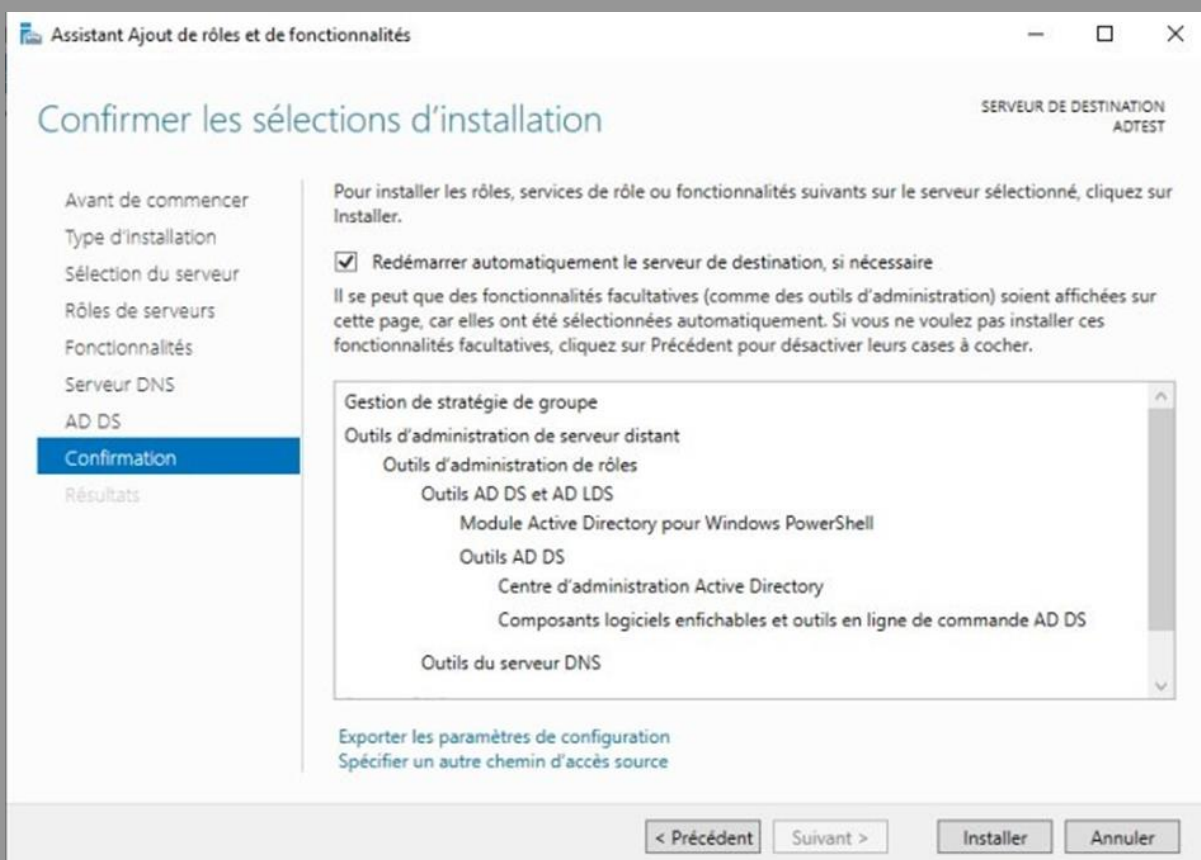 Assistant Ajout de rôles et de fonctionnalités
Confirmer les sélections d'installation
SERVEUR DE DESTINATION
ADTEST
Avant de commencer
Type d'installation
Sélection du serveur
Rôles de serveurs
Fonctionnalités
Serveur DNS
AD DS
Confirmation
Résultats
Pour installer les rôles, services de rôle ou fonctionnalités suivants sur le serveur sélectionné, cliquez sur
Installer.
Redémarrer automatiquement le serveur de destination, si nécessaire
Il se peut que des fonctionnalités facultatives (comme des outils d'administration) soient affichées sur
cette page, car elles ont été sélectionnées automatiquement. Si vous ne voulez pas installer ces
fonctionnalités facultatives, cliquez sur Précédent pour désactiver leurs cases à cocher.
Gestion de stratégie de groupe
Outils d'administration de serveur distant
Outils d'administration de rôles
Outils AD DS et AD LDS
Module Active Directory pour Windows PowerShell
Outils AD DS
Centre d'administration Active Directory
Composants logiciels enfichables et outils en ligne de commande AD DS
Outils du serveur DNS
Exporter les paramètres de configuration
Spécifier un autre chemin d'accès source
< Précédent
Suivant >
Installer
Annuler